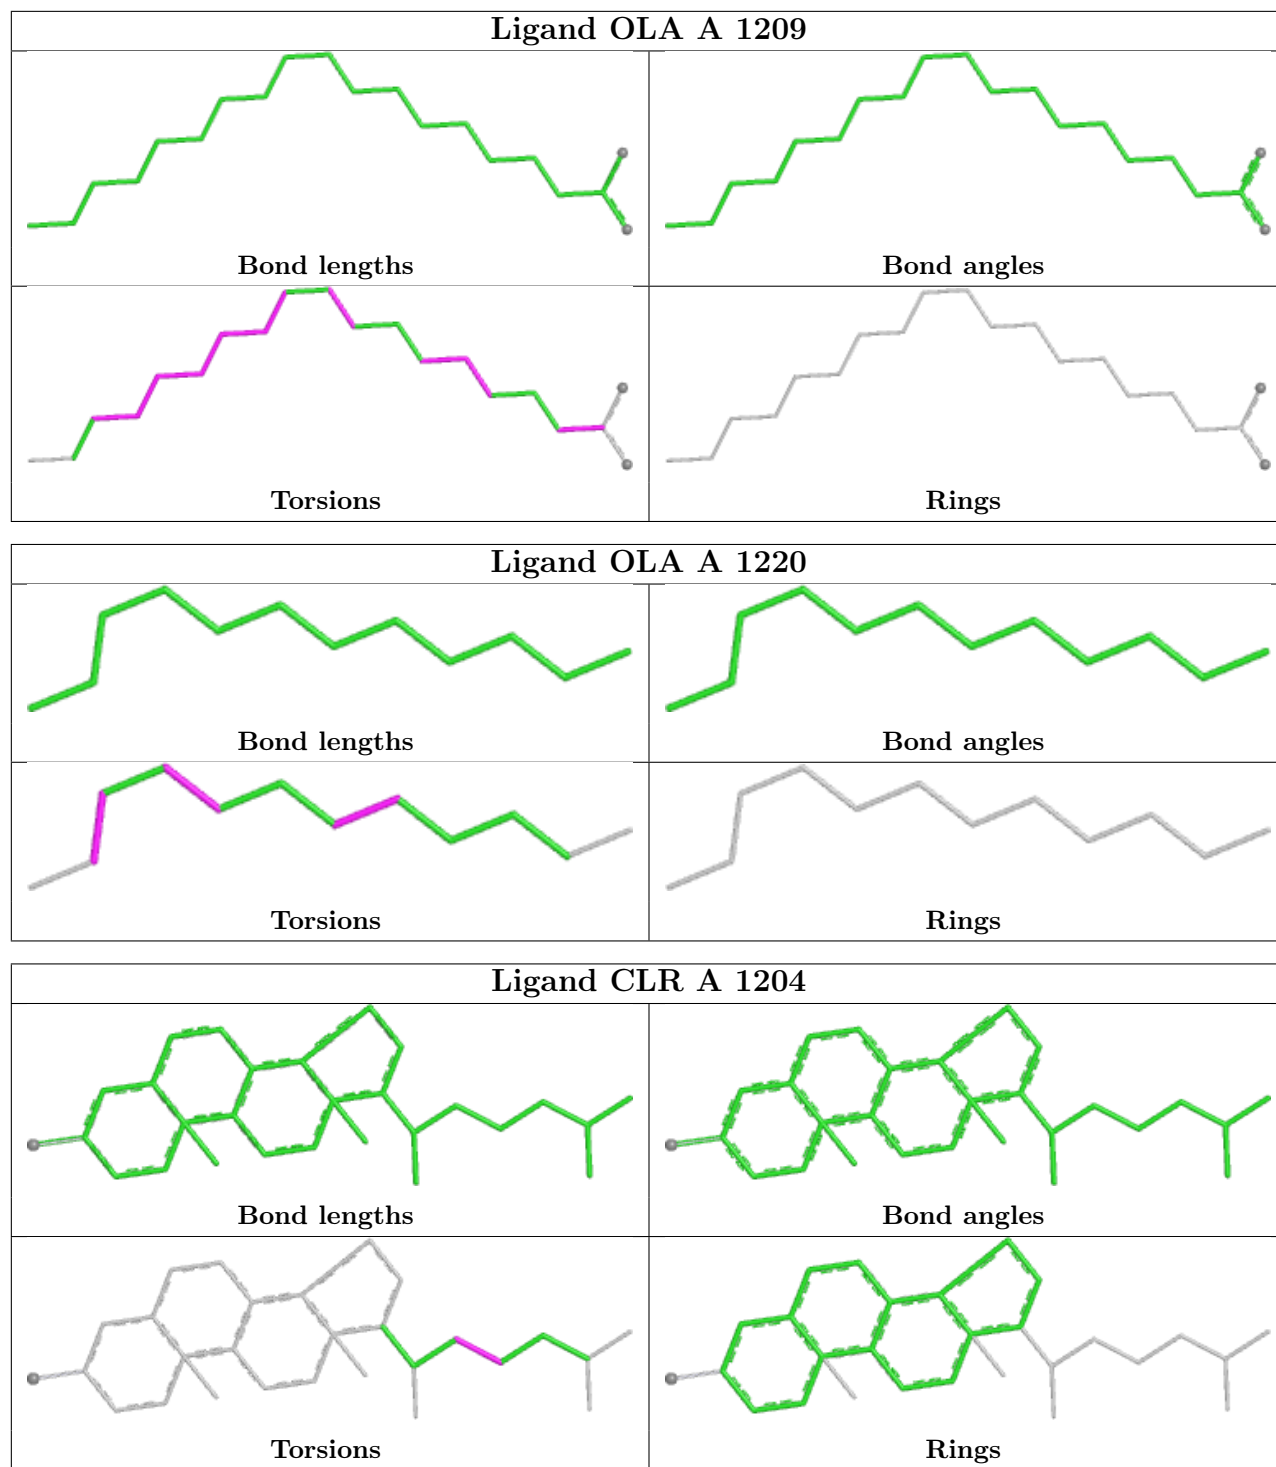 Ligand OLA A 1209
Bond lengths
Bond angles
Torsions
Rings
Ligand OLA A 1220
Bond lengths
Bond angles
Torsions
Rings
Ligand CLR A 1204
Bond lengths
Bond angles
Torsions
Rings